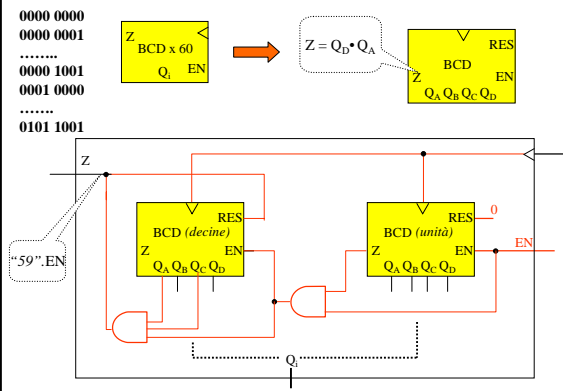 0000 0000
0000 0001
……..
0000 1001
0001 0000
…….
0101 1001
Z
BCD x 60
Qi EN
Z = QD• QA
RES
BCD
Z EN
QA QB QC QD
Z
RES
BCD (decine)
Z EN
QA QB QC QD
RES 0
BCD (unità)
Z EN EN
QA QB QC QD
“59”.EN
Qi